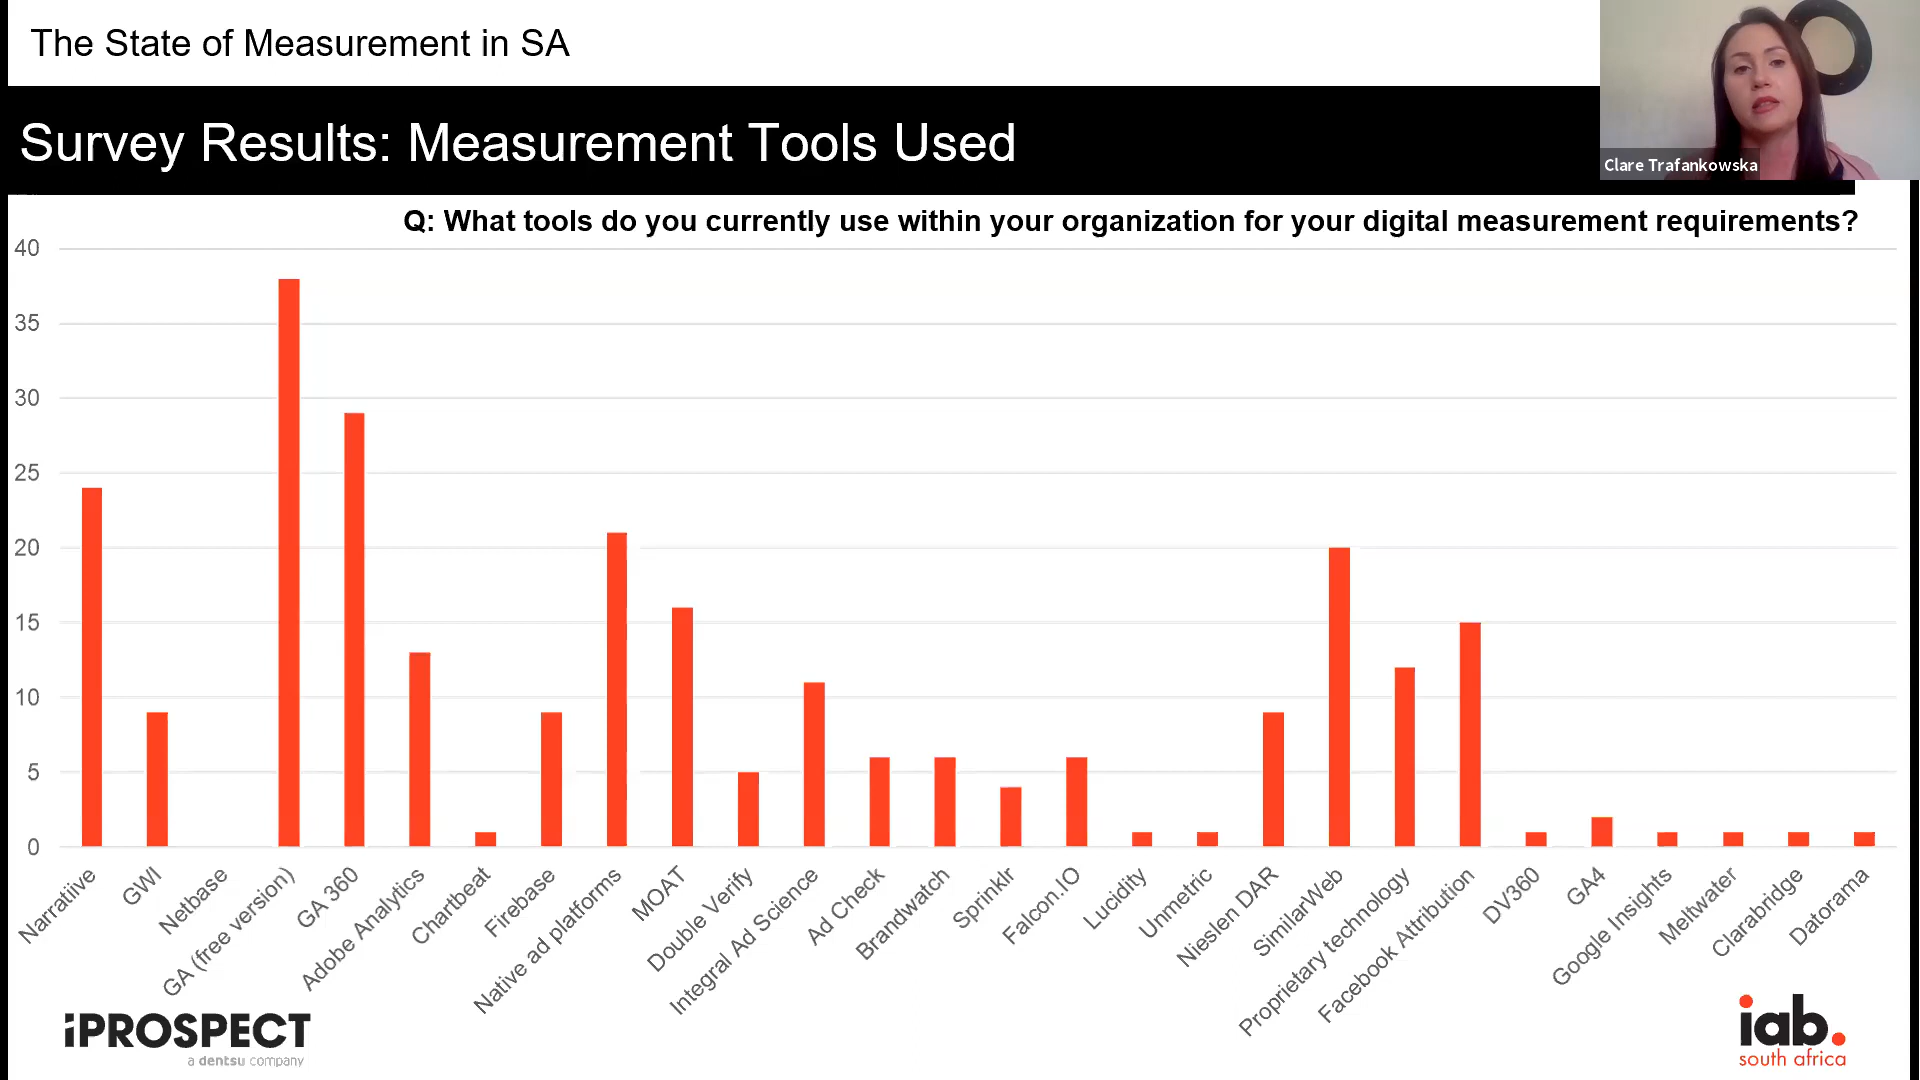 The State of Measurement in SA
Clare Trafankowska
Survey Results: Measurement Tools Used
Q: What tools do you currently use within your organization for your digital measurement requirements?
40
35
30
25
20
15
10
5
0
Narratiive
GWI
Netbase
GA (free version)
GA 360
Adobe Analytics
Chartbeat
Firebase
Native ad platforms
MOAT
Double Verify
Integral Ad Science
Ad Check
Brandwatch
Sprinklr
Falcon.IO
Lucidity
Unmetric
Nieslen DAR
SimilarWeb
Proprietary technology
Facebook Attribution
DV360
GA4
Google Insights
Meltwater
Clarabridge
Datorama
iPROSPECT
a dentsu company
iab.
south africa